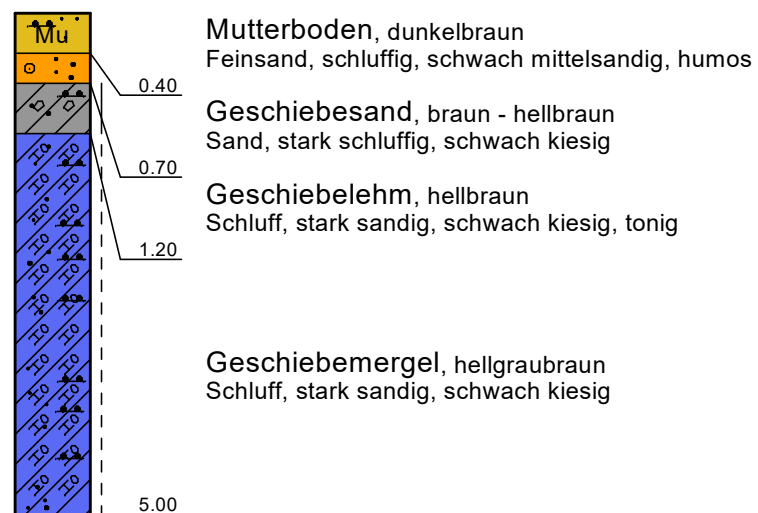 Mu
Mutterboden, dunkelbraun
Feinsand, schluffig, schwach mittelsandig, humos
0.40
Geschiebesand, braun - hellbraun
Sand, stark schluffig, schwach kiesig
0.70
Geschiebelehm, hellbraun
Schluff, stark sandig, schwach kiesig, tonig
1.20
Geschiebemergel, hellgraubraun
Schluff, stark sandig, schwach kiesig
5.00